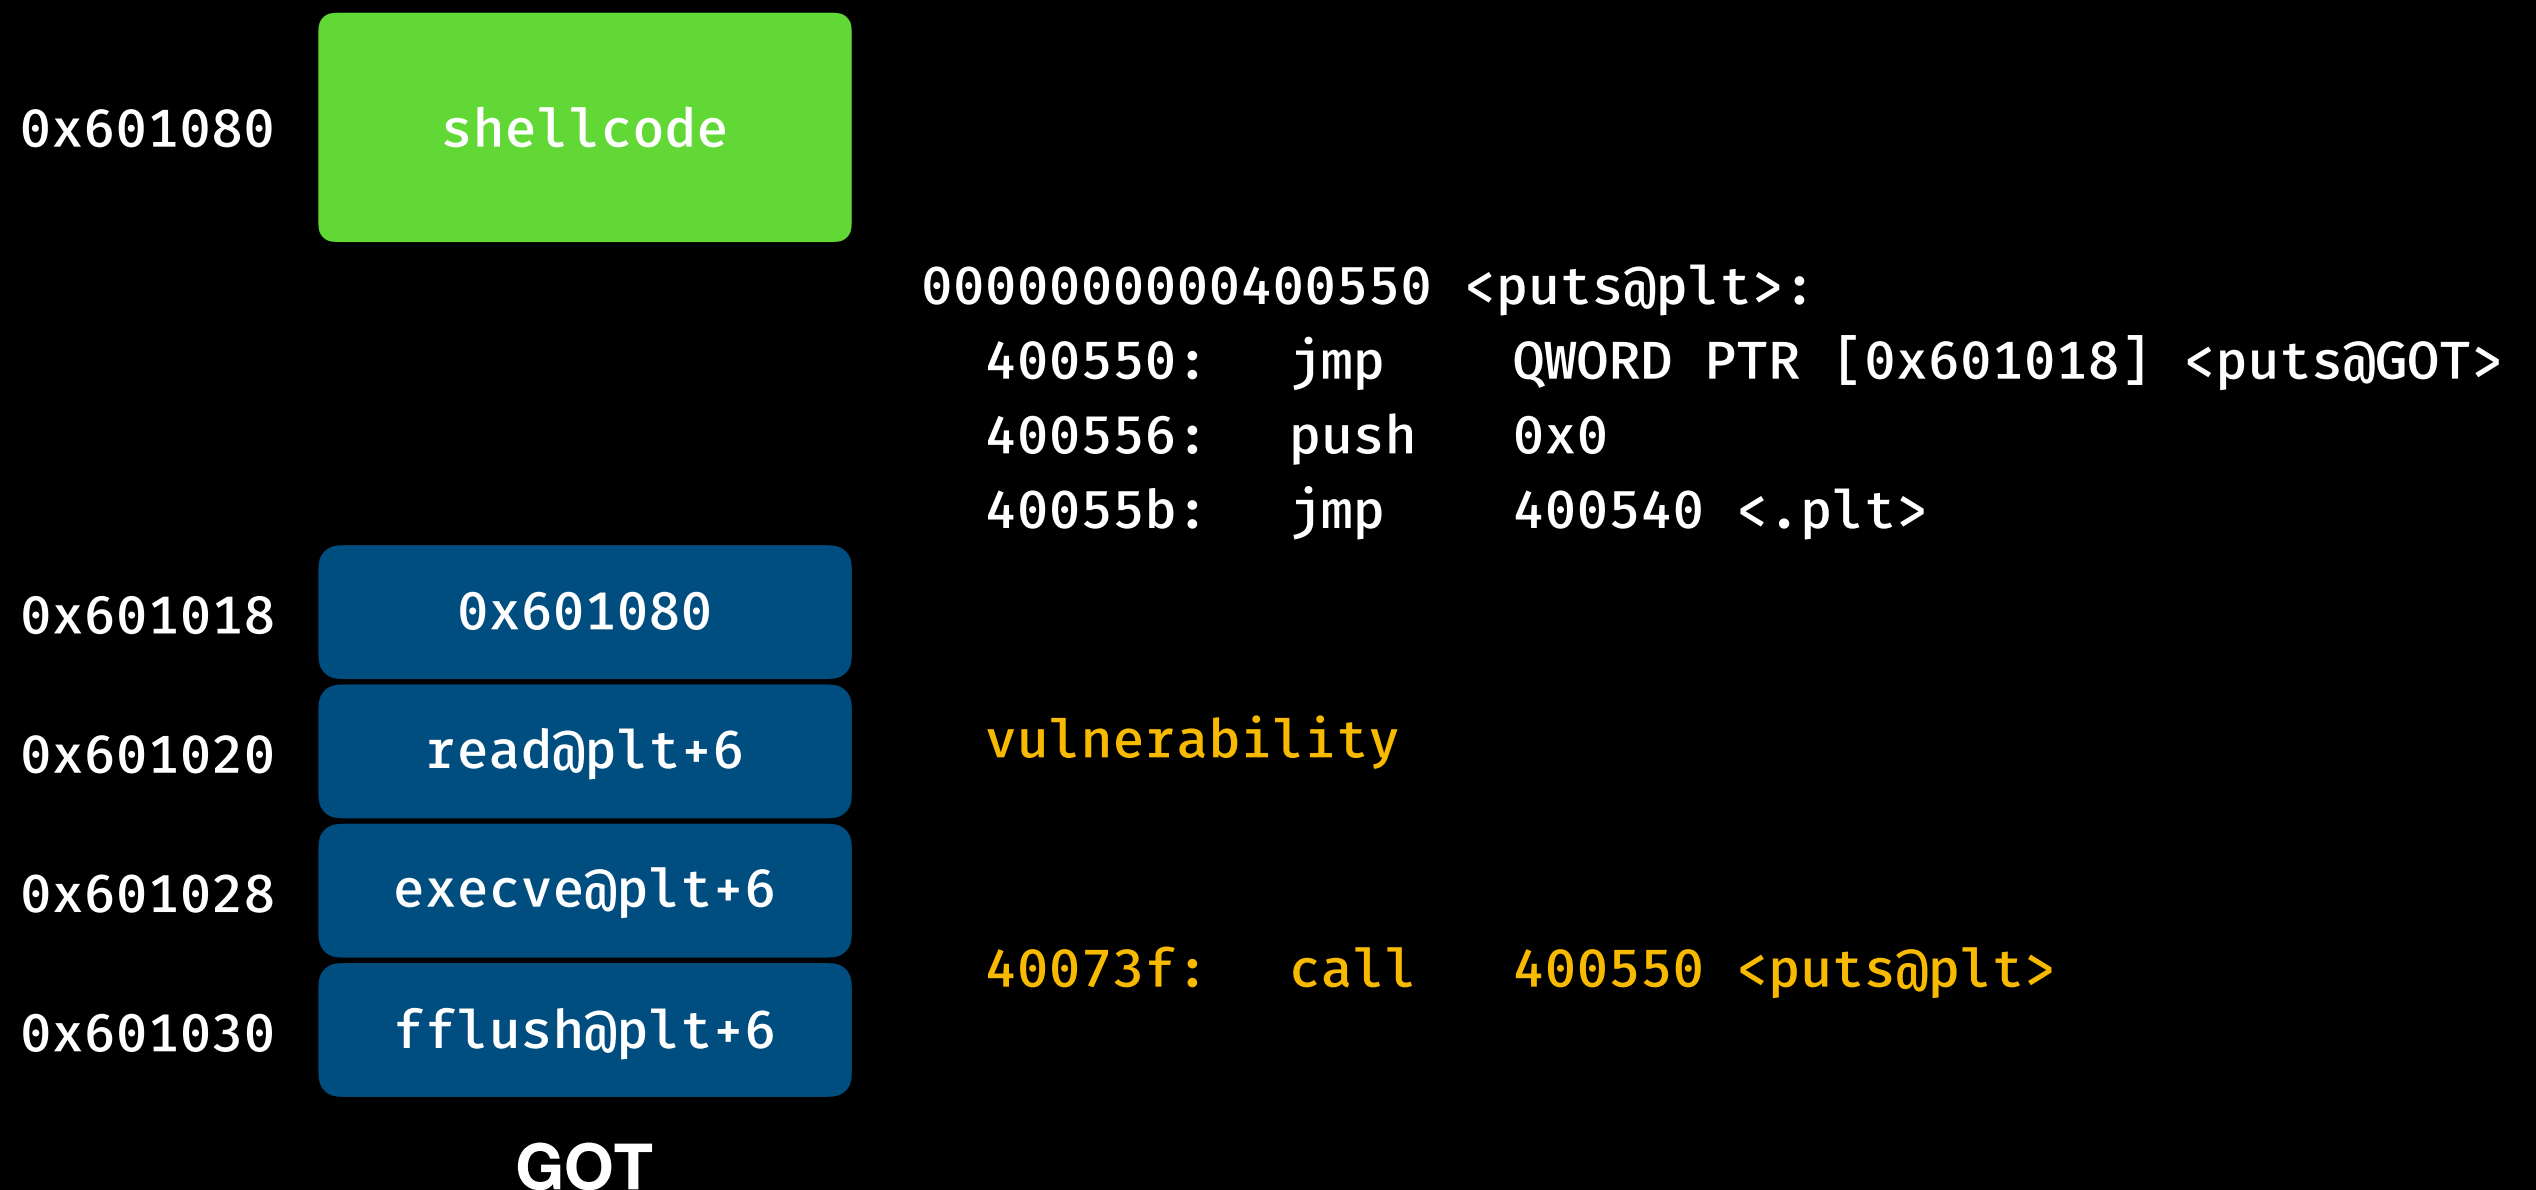 0x601080 shellcode
0000000000400550 <puts@plt>:
400550: jmp QWORD PTR [0x601018] <puts@GOT>
400556: push 0x0
40055b: jmp 400540 <.plt>
0x601018 0x601080
0x601020 read@plt+6
vulnerability
0x601028 execve@plt+6
40073f: call 400550 <puts@plt>
0x601030 fflush@plt+6
GOT